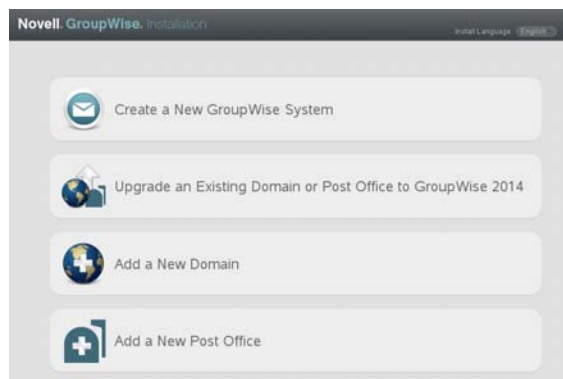 Novell. GroupWise. Installation
Install Language: English
Create a New GroupWise System
Upgrade an Existing Domain or Post Office to GroupWise 2014
Add a New Domain
Add a New Post Office